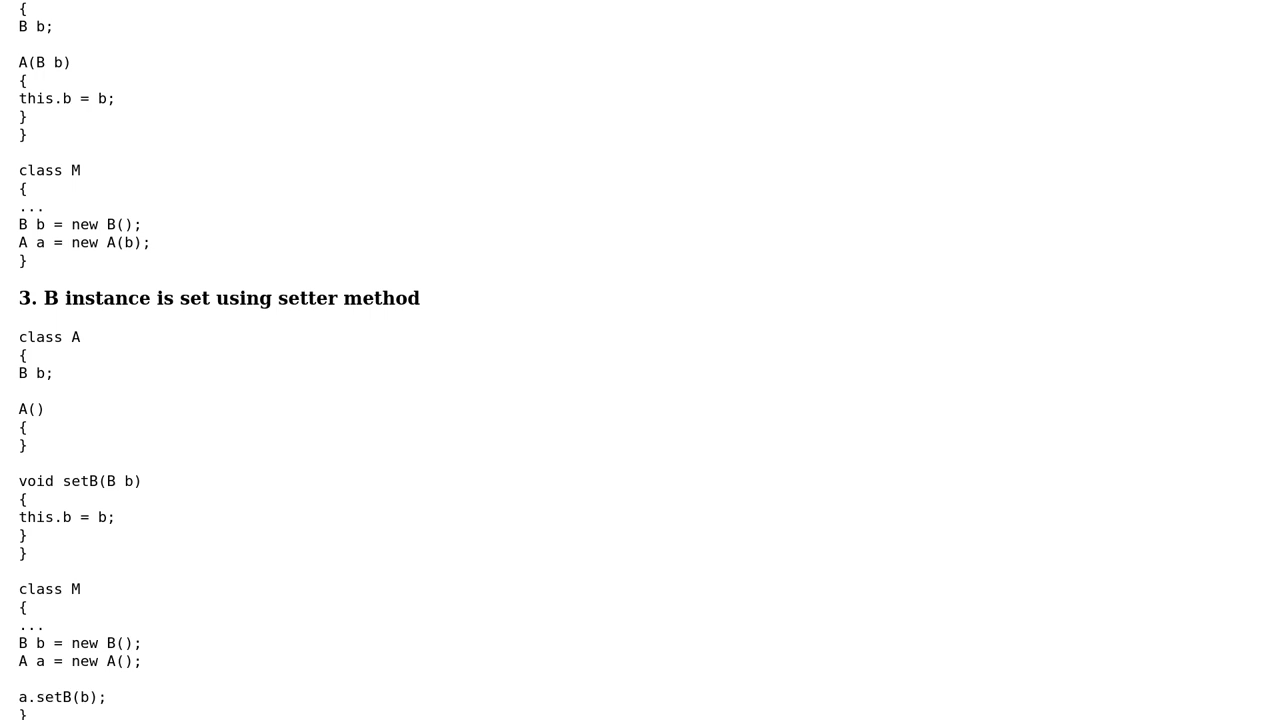 {
B b;
A(B b)
{
this.b = b;
}
}
class M
{
...
B b = new B();
A a = new A(b);
}
3. B instance is set using setter method
class A
{
B b;
A()
{
}
void setB(B b)
{
this.b = b;
}
}
class M
{
...
B b = new B();
A a = new A();
a.setB(b);
}